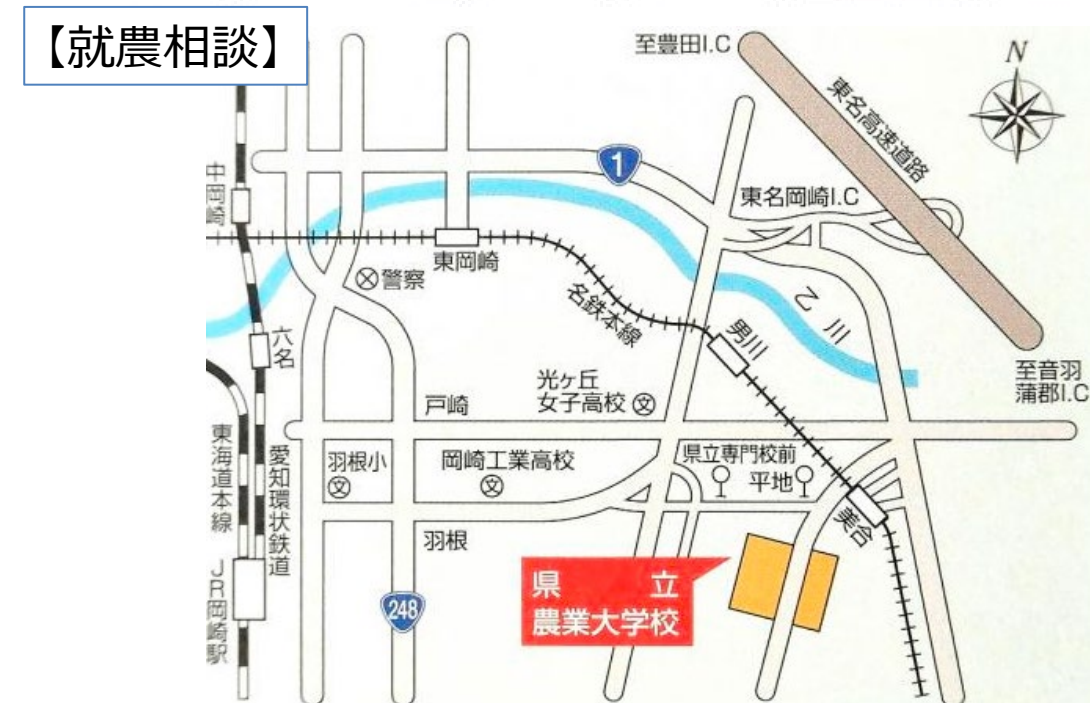 【就農相談】
至豊田I.C
N
東名高速道路
1
東名岡崎I.C
中岡崎
東岡崎
警察
名鉄本線
乙川
男川
六名
至音羽
蒲郡I.C
光ヶ丘
女子高校 文
戸崎
東海道本線
愛知環状鉄道
羽根小
文
岡崎工業高校
文
県立専門校前
平地
美合
羽根
JR岡崎駅
248
県立
農業大学校